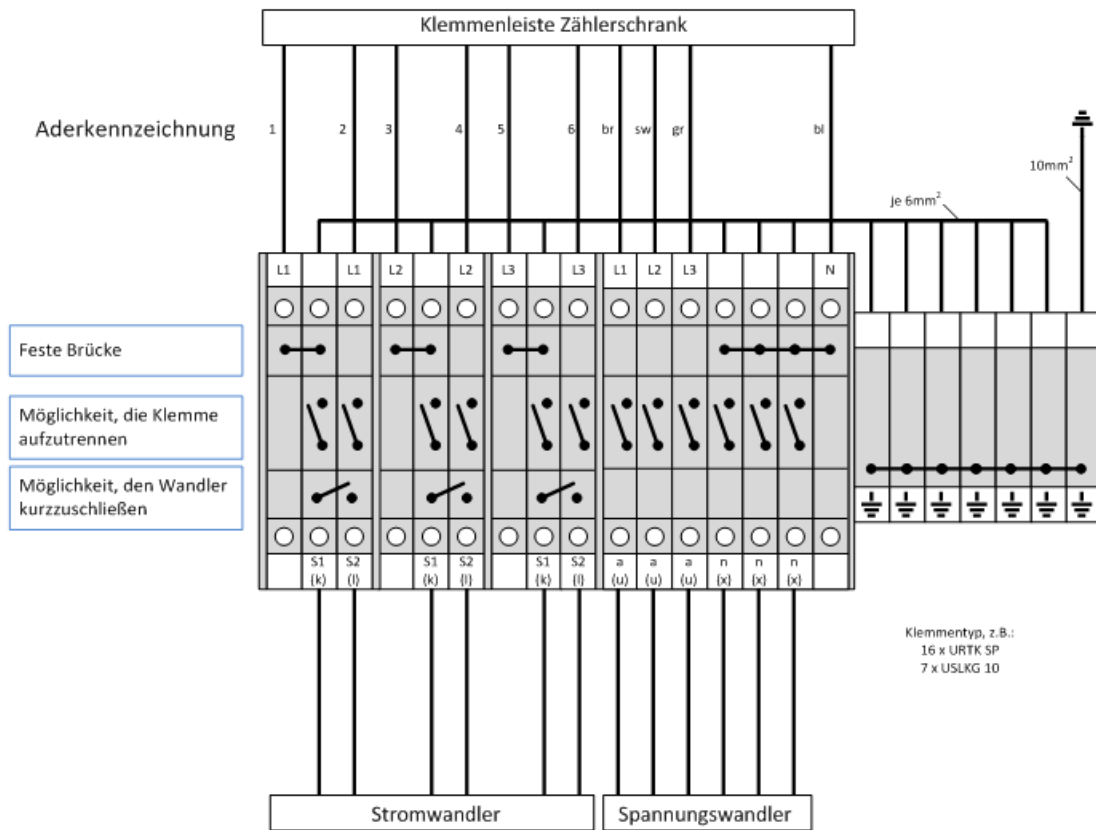 Klemmenleiste Zählerschrank
Aderkennzeichnung
1 2 3 4 5 6 br sw gr bl
10mm²
je 6mm²
L1 L1 L2 L2 L3 L3 L1 L2 L3 N
Feste Brücke
Möglichkeit, die Klemme
aufzutrennen
Möglichkeit, den Wandler
kurzzuschließen
S1 S2 S1 S2 S1 S2 a a a n n n
(k) (l) (k) (l) (k) (l) (u) (u) (u) (x) (x) (x)
Klemmentyp, z.B.:
16 x URTK SP
7 x USLKG 10
Stromwandler
Spannungswandler